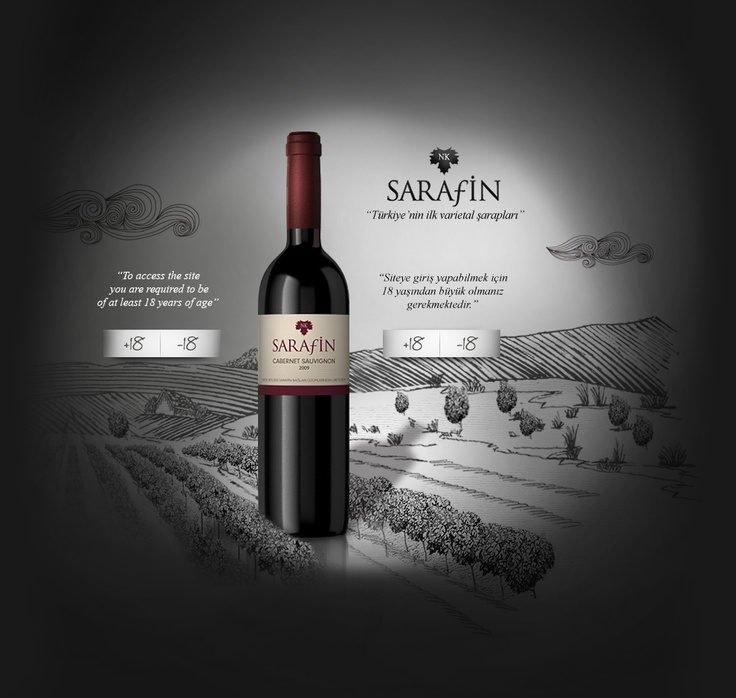 NK
SARAFİN
“Türkiye’nin ilk varietal şarapları”
“To access the site
you are required to be
of at least 18 years of age”
+18 -18
“Siteye giriş yapabilmek için
18 yaşından büyük olmanız
gerekmektedir.”
+18 -18
NK
SARAFİN
CABERNET SAUVIGNON
2009